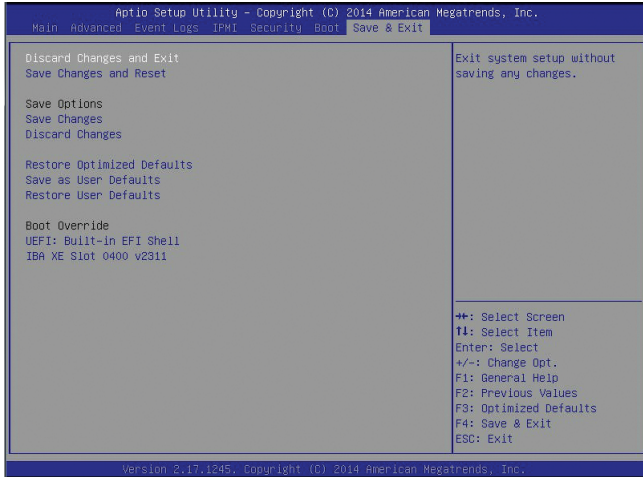 Aptio Setup Utility - Copyright (C) 2014 American Megatrends, Inc.
Main Advanced Event Logs IPMI Security Boot Save & Exit
Discard Changes and Exit
Save Changes and Reset
Save Options
Save Changes
Discard Changes
Restore Optimized Defaults
Save as User Defaults
Restore User Defaults
Boot Override
UEFI: Built-in EFI Shell
IBA XE Slot 0400 v2311
Exit system setup without
saving any changes.
→←: Select Screen
↑↓: Select Item
Enter: Select
+/-: Change Opt.
F1: General Help
F2: Previous Values
F3: Optimized Defaults
F4: Save & Exit
ESC: Exit
Version 2.17.1245. Copyright (C) 2014 American Megatrends, Inc.